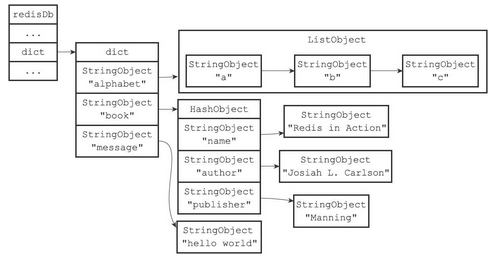 redisDb
...
dict
...
dict
StringObject
"alphabet"
StringObject
"book"
StringObject
"message"
ListObject
StringObject
"a"
StringObject
"b"
StringObject
"c"
HashObject
StringObject
"name"
StringObject
"author"
StringObject
"publisher"
StringObject
"Redis in Action"
StringObject
"Josiah L. Carlson"
StringObject
"Manning"
StringObject
"hello world"